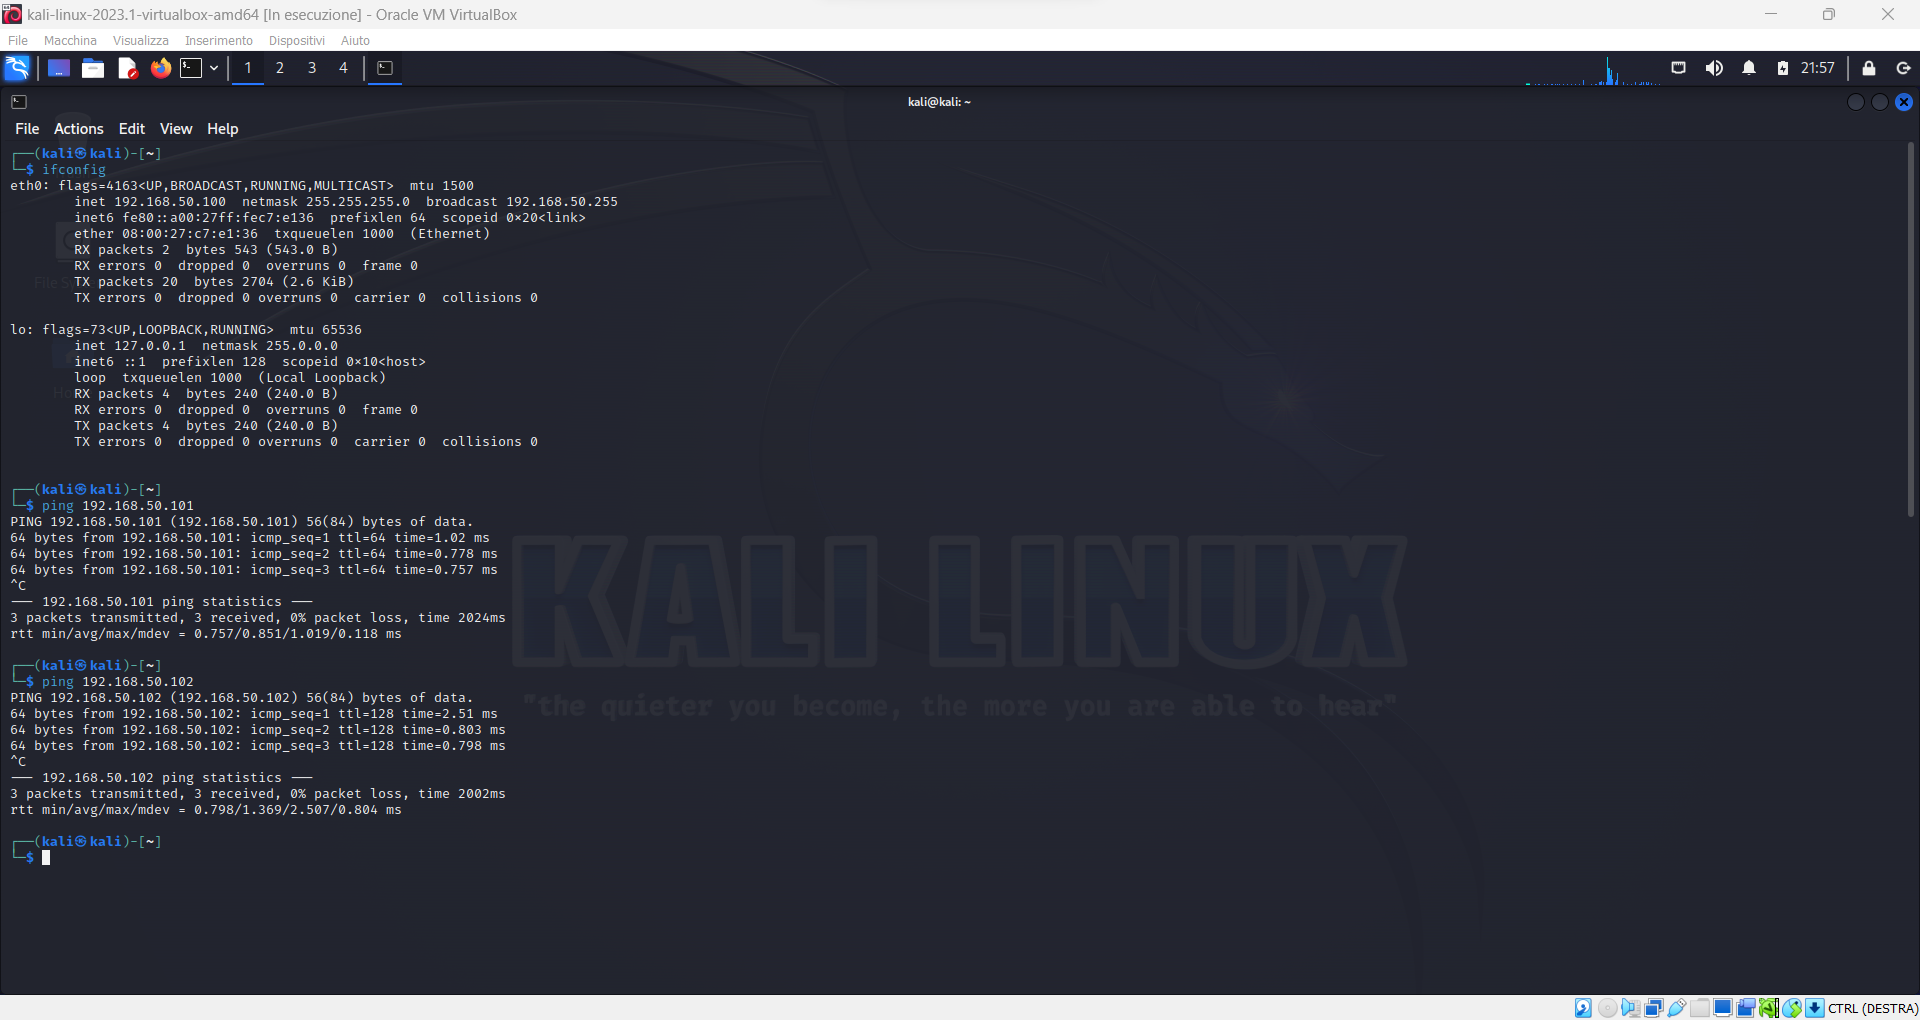 kali-linux-2023.1-virtualbox-amd64 [In esecuzione] - Oracle VM VirtualBox
File Macchina Visualizza Inserimento Dispositivi Aiuto
1 2 3 4 21:57
kali@kali: ~
File Actions Edit View Help
┌──(kali㉿kali)-[~]
└─$ ifconfig
eth0: flags=4163<UP,BROADCAST,RUNNING,MULTICAST>  mtu 1500
        inet 192.168.50.100  netmask 255.255.255.0  broadcast 192.168.50.255
        inet6 fe80::a00:27ff:fec7:e136  prefixlen 64  scopeid 0×20<link>
        ether 08:00:27:c7:e1:36  txqueuelen 1000  (Ethernet)
        RX packets 2  bytes 543 (543.0 B)
        RX errors 0  dropped 0  overruns 0  frame 0
        TX packets 20  bytes 2704 (2.6 KiB)
        TX errors 0  dropped 0 overruns 0  carrier 0  collisions 0
lo: flags=73<UP,LOOPBACK,RUNNING>  mtu 65536
        inet 127.0.0.1  netmask 255.0.0.0
        inet6 ::1  prefixlen 128  scopeid 0×10<host>
        loop  txqueuelen 1000  (Local Loopback)
        RX packets 4  bytes 240 (240.0 B)
        RX errors 0  dropped 0  overruns 0  frame 0
        TX packets 4  bytes 240 (240.0 B)
        TX errors 0  dropped 0 overruns 0  carrier 0  collisions 0
┌──(kali㉿kali)-[~]
└─$ ping 192.168.50.101
PING 192.168.50.101 (192.168.50.101) 56(84) bytes of data.
64 bytes from 192.168.50.101: icmp_seq=1 ttl=64 time=1.02 ms
64 bytes from 192.168.50.101: icmp_seq=2 ttl=64 time=0.778 ms
64 bytes from 192.168.50.101: icmp_seq=3 ttl=64 time=0.757 ms
^C
--- 192.168.50.101 ping statistics ---
3 packets transmitted, 3 received, 0% packet loss, time 2024ms
rtt min/avg/max/mdev = 0.757/0.851/1.019/0.118 ms
┌──(kali㉿kali)-[~]
└─$ ping 192.168.50.102
PING 192.168.50.102 (192.168.50.102) 56(84) bytes of data.
64 bytes from 192.168.50.102: icmp_seq=1 ttl=128 time=2.51 ms
64 bytes from 192.168.50.102: icmp_seq=2 ttl=128 time=0.803 ms
64 bytes from 192.168.50.102: icmp_seq=3 ttl=128 time=0.798 ms
^C
--- 192.168.50.102 ping statistics ---
3 packets transmitted, 3 received, 0% packet loss, time 2002ms
rtt min/avg/max/mdev = 0.798/1.369/2.507/0.804 ms
┌──(kali㉿kali)-[~]
└─$
KALI LINUX
"the quieter you become, the more you are able to hear"
CTRL (DESTRA)